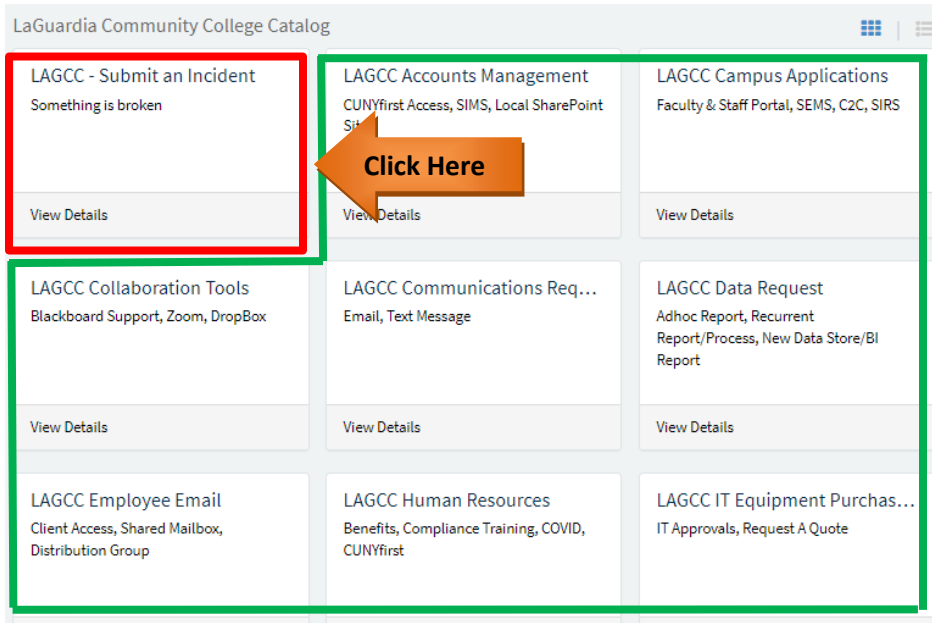 LaGuardia Community College Catalog
LAGCC - Submit an Incident
Something is broken
View Details
LAGCC Accounts Management
CUNYfirst Access, SIMS, Local SharePoint
Click Here
View Details
LAGCC Campus Applications
Faculty & Staff Portal, SEMS, C2C, SIRS
View Details
LAGCC Collaboration Tools
Blackboard Support, Zoom, DropBox
View Details
LAGCC Communications Req...
Email, Text Message
View Details
LAGCC Data Request
Adhoc Report, Recurrent
Report/Process, New Data Store/BI
Report
View Details
LAGCC Employee Email
Client Access, Shared Mailbox,
Distribution Group
LAGCC Human Resources
Benefits, Compliance Training, COVID,
CUNYfirst
LAGCC IT Equipment Purchas...
IT Approvals, Request A Quote